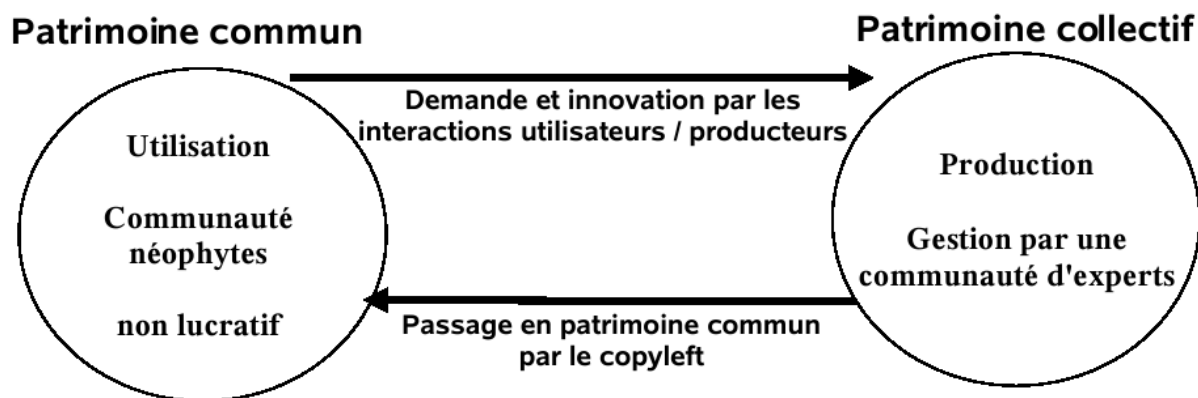 Patrimoine commun
Patrimoine collectif
Demande et innovation par les
interactions utilisateurs / producteurs
Utilisation
Communauté
néophytes
non lucratif
Production
Gestion par une
communauté d'experts
Passage en patrimoine commun
par le copyleft